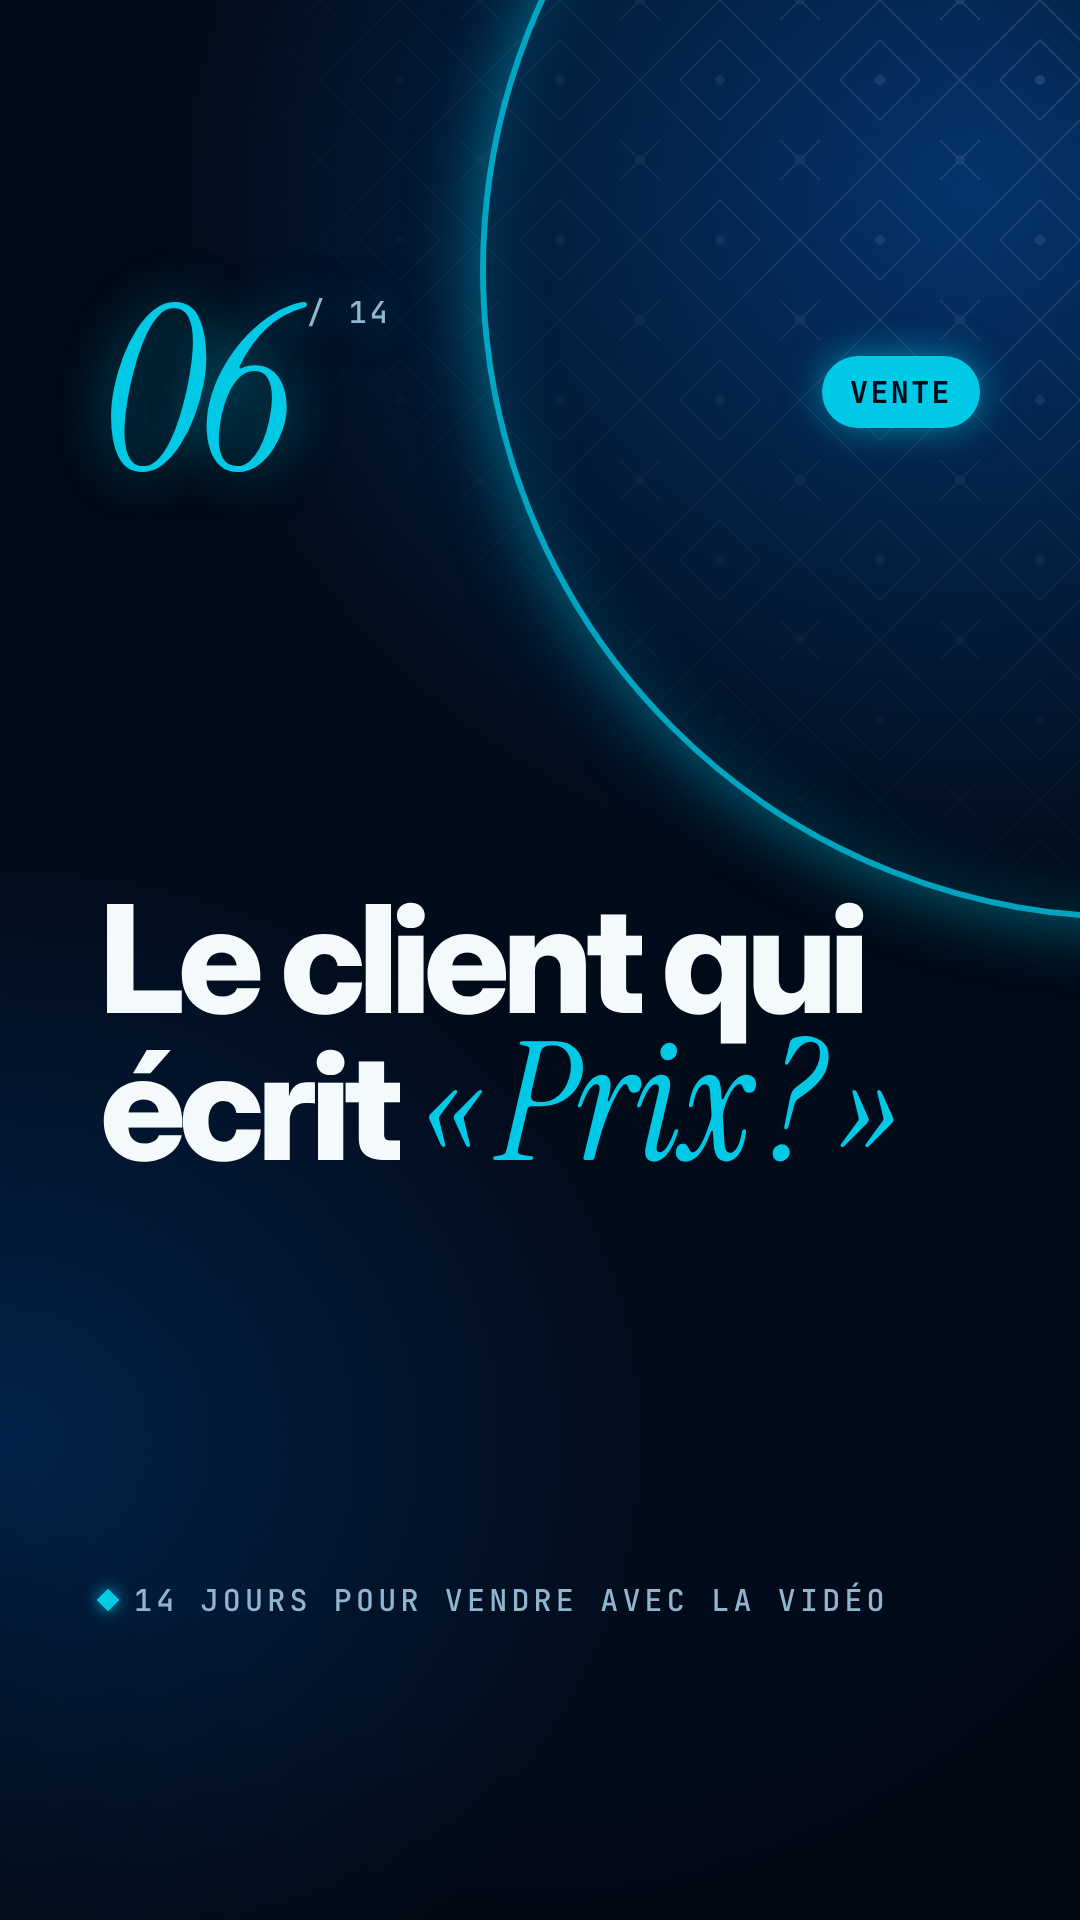 06 / 14
VENTE
Le client qui
écrit « Prix ? »
14 JOURS POUR VENDRE AVEC LA VIDÉO